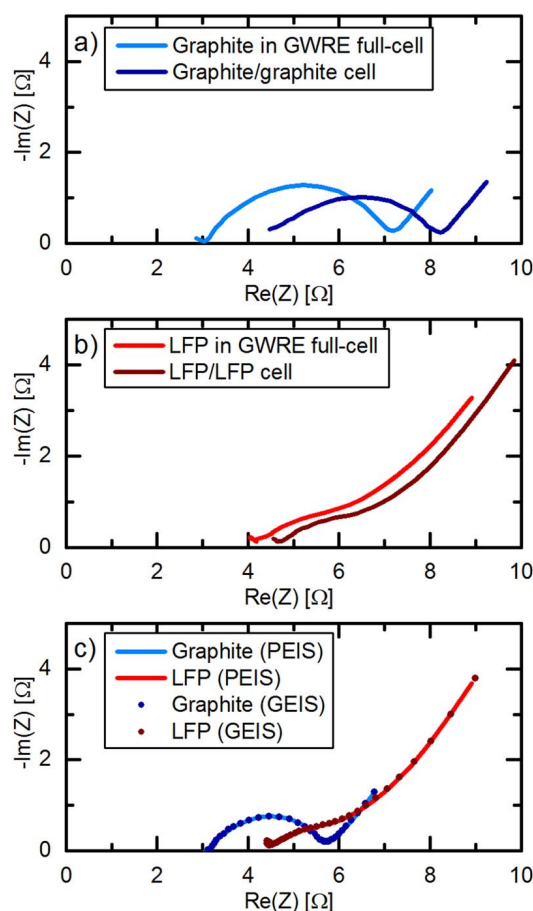 a)
Graphite in GWRE full-cell
Graphite/graphite cell
-Im(Z) [Ω]
4
2
0
0 2 4 6 8 10
Re(Z) [Ω]
b)
LFP in GWRE full-cell
LFP/LFP cell
-Im(Z) [Ω]
4
2
0
0 2 4 6 8 10
Re(Z) [Ω]
c)
Graphite (PEIS)
LFP (PEIS)
Graphite (GEIS)
LFP (GEIS)
-Im(Z) [Ω]
4
2
0
0 2 4 6 8 10
Re(Z) [Ω]